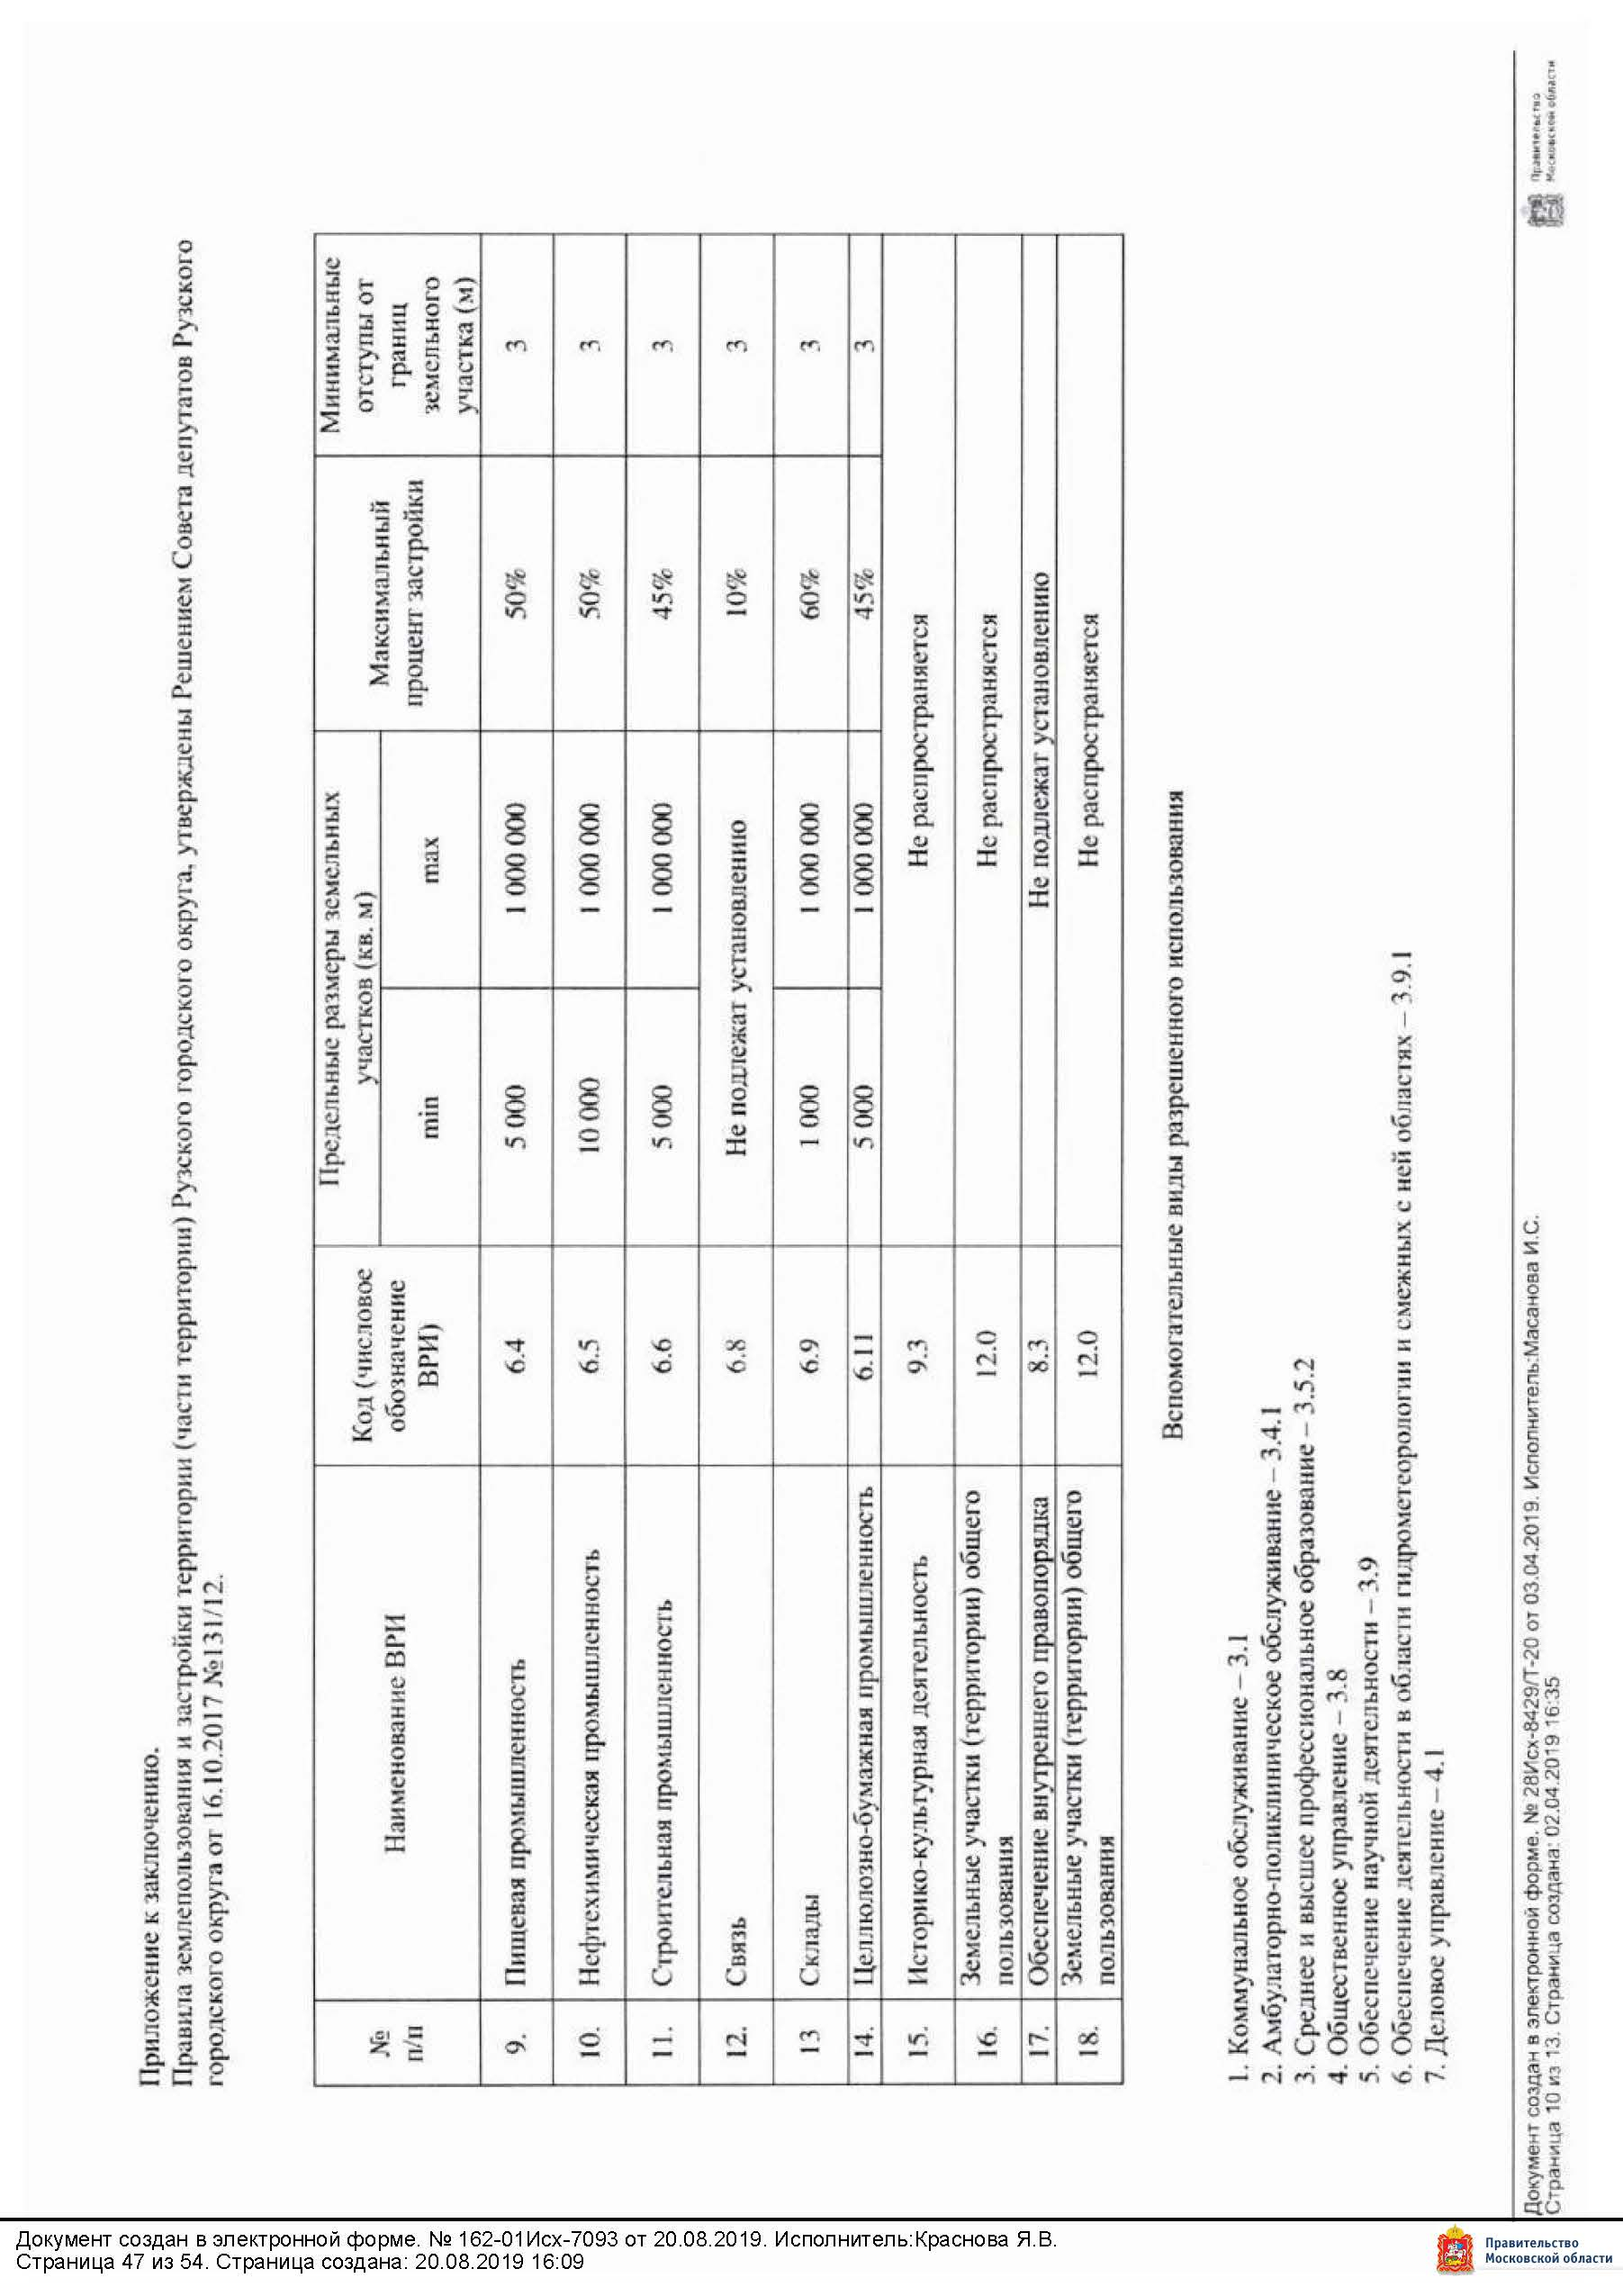 Приложение к заключению.
Правила землепользования и застройки территории (части территории) Рузского городского округа, утверждены Решением Совета депутатов Рузского
городского округа от 16.10.2017 №131/12.
№ п/п
Наименование ВРИ
Код (числовое обозначение ВРИ)
Предельные размеры земельных участков (кв. м)
Максимальный процент застройки
Минимальные отступы от границ земельного участка (м)
min max
9. Пищевая промышленность 6.4 5 000 1 000 000 50% 3
10. Нефтехимическая промышленность 6.5 10 000 1 000 000 50% 3
11. Строительная промышленность 6.6 5 000 1 000 000 45% 3
12. Связь 6.8 Не подлежат установлению 10% 3
13 Склады 6.9 1 000 1 000 000 60% 3
14. Целлюлозно-бумажная промышленность 6.11 5 000 1 000 000 45% 3
15. Историко-культурная деятельность 9.3 Не распространяется
16. Земельные участки (территории) общего пользования 12.0 Не распространяется
17. Обеспечение внутреннего правопорядка 8.3 Не подлежат установлению
18. Земельные участки (территории) общего пользования 12.0 Не распространяется
Вспомогательные виды разрешенного использования
1. Коммунальное обслуживание – 3.1
2. Амбулаторно-поликлиническое обслуживание – 3.4.1
3. Среднее и высшее профессиональное образование – 3.5.2
4. Общественное управление – 3.8
5. Обеспечение научной деятельности – 3.9
6. Обеспечение деятельности в области гидрометеорологии и смежных с ней областях – 3.9.1
7. Деловое управление – 4.1
Документ создан в электронной форме. № 28Исх-8429/Т-20 от 03.04.2019. Исполнитель:Масанова И.С.
Страница 10 из 13. Страница создана: 02.04.2019 16:35
Правительство
Московской области
Документ создан в электронной форме. № 162-01Исх-7093 от 20.08.2019. Исполнитель:Краснова Я.В.
Страница 47 из 54. Страница создана: 20.08.2019 16:09
Правительство
Московской области